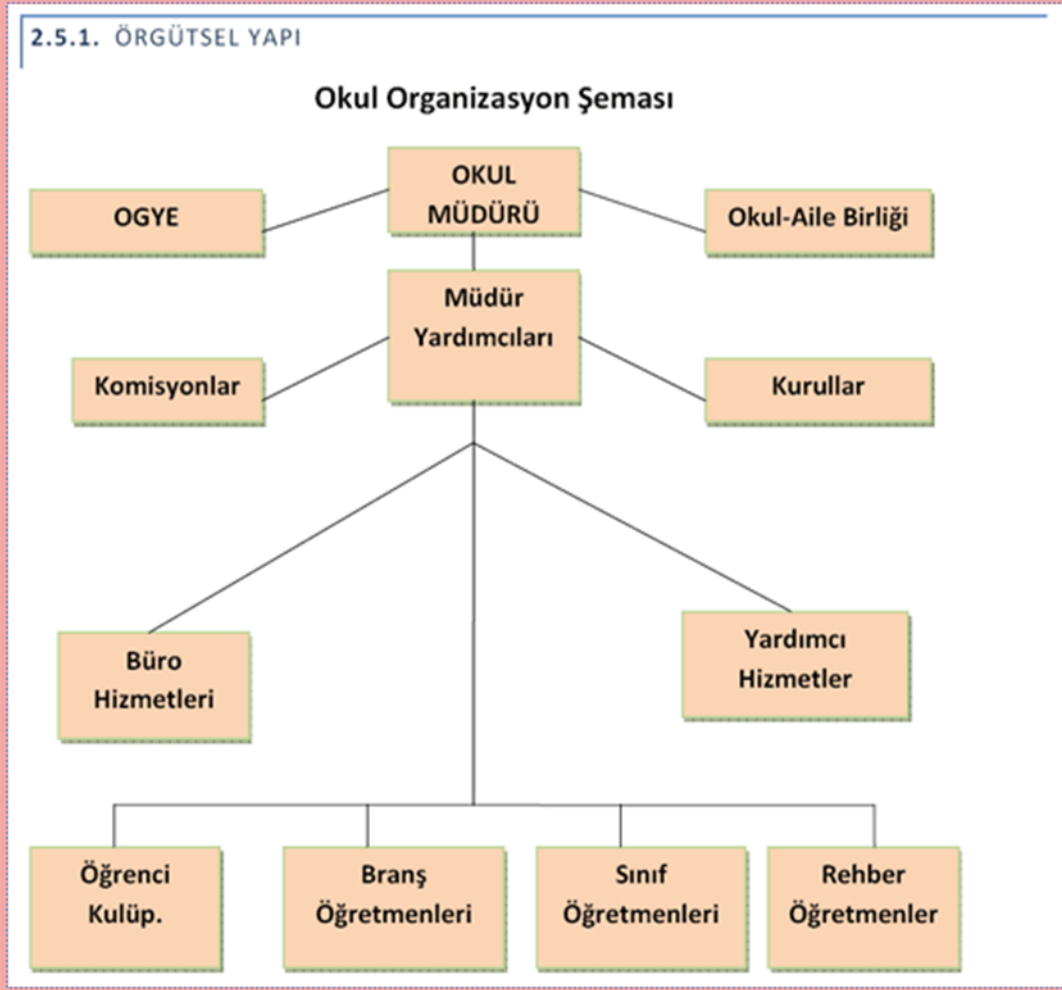 2.5.1. ÖRGÜTSEL YAPI
Okul Organizasyon Şeması
OKUL
MÜDÜRÜ
OGYE
Okul-Aile Birliği
Müdür
Yardımcıları
Komisyonlar
Kurullar
Büro
Hizmetleri
Yardımcı
Hizmetler
Öğrenci
Kulüp.
Branş
Öğretmenleri
Sınıf
Öğretmenleri
Rehber
Öğretmenler